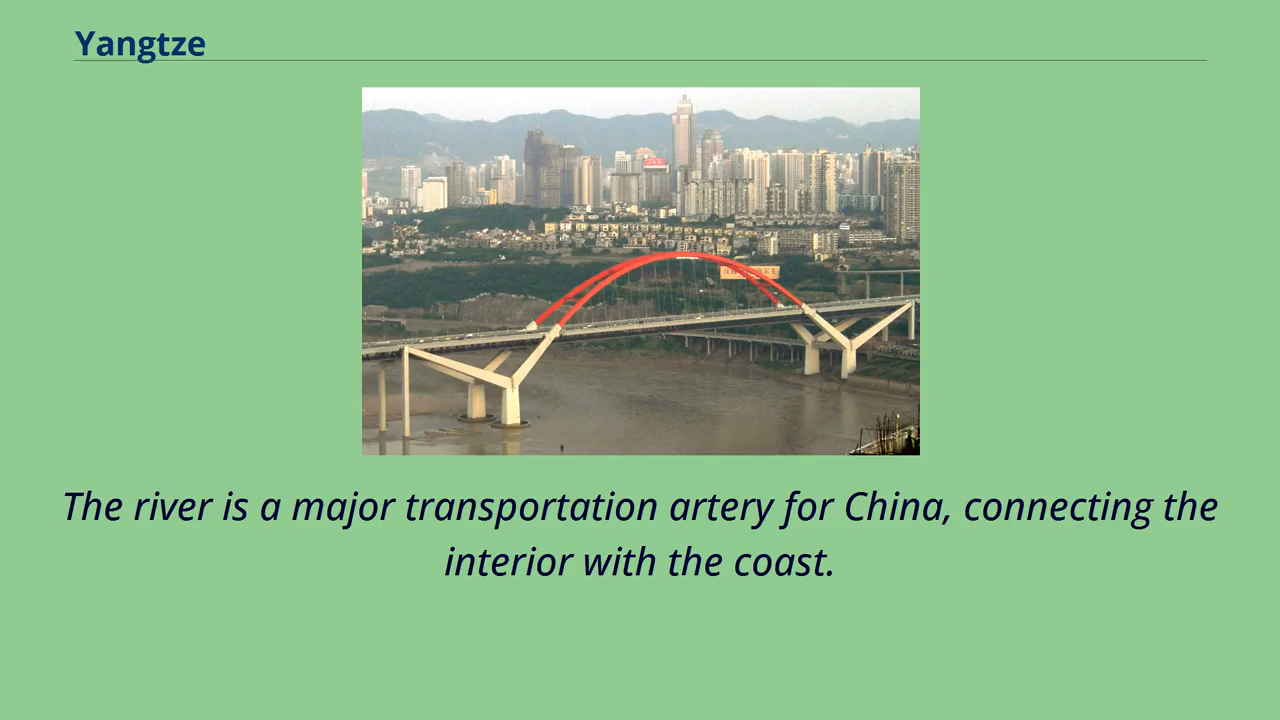 Yangtze
The river is a major transportation artery for China, connecting the
interior with the coast.